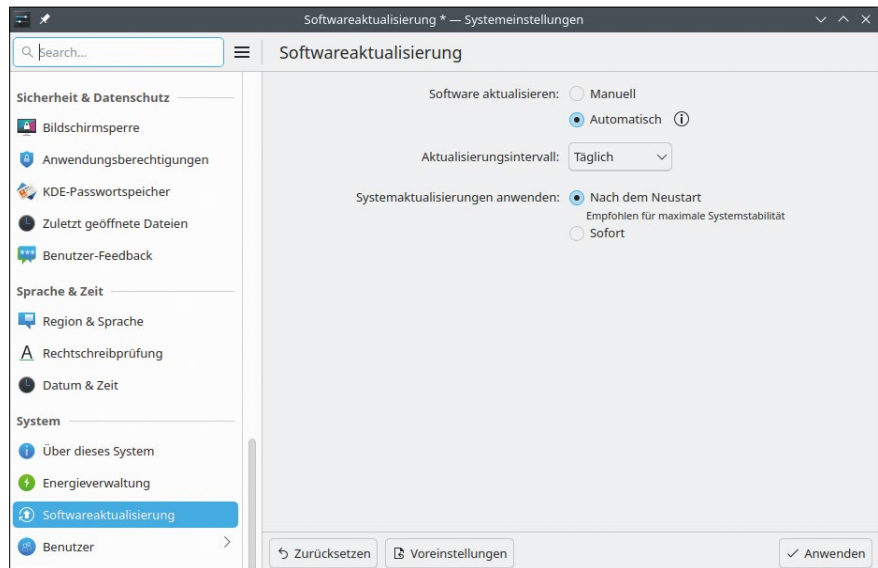 Softwareaktualisierung * — Systemeinstellungen
Search...
Softwareaktualisierung
Sicherheit & Datenschutz
Bildschirmsperre
Anwendungsberechtigungen
KDE-Passwortspeicher
Zuletzt geöffnete Dateien
Benutzer-Feedback
Sprache & Zeit
Region & Sprache
Rechtschreibprüfung
Datum & Zeit
System
Über dieses System
Energieverwaltung
Softwareaktualisierung
Benutzer
Software aktualisieren: Manuell
Automatisch
Aktualisierungsintervall: Täglich
Systemaktualisierungen anwenden: Nach dem Neustart
Empfohlen für maximale Systemstabilität
Sofort
Zurücksetzen Voreinstellungen Anwenden